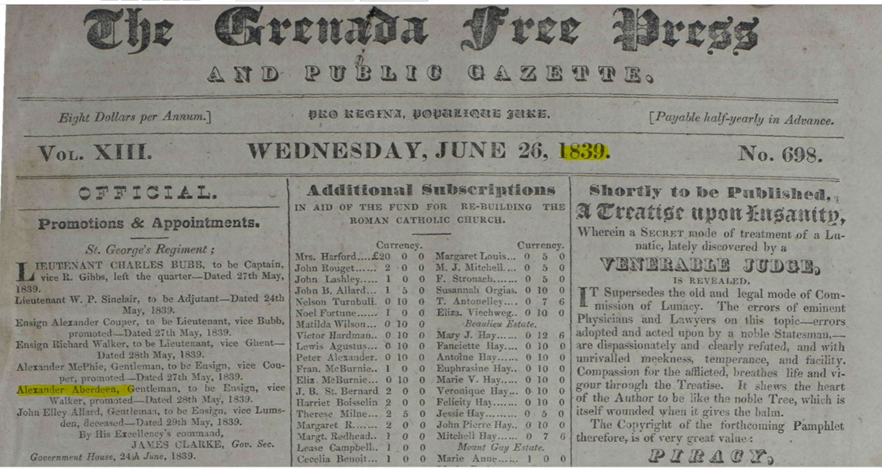 The Grenada Free Press
AND PUBLIC GAZETTE.
Eight Dollars per Annum.]
PRO REGINA, POPULIQUE JURE.
[Payable half-yearly in Advance.
VOL. XIII.
WEDNESDAY, JUNE 26, 1839.
No. 698.
OFFICIAL.
Promotions & Appointments.
St. George's Regiment ;
LIEUTENANT CHARLES BUBB, to be Captain,
vice R. Gibbs, left the quarter—Dated 27th May,
1839.
Lieutenant W. P. Sinclair, to be Adjutant—Dated 24th
May, 1839.
Ensign Alexander Couper, to be Lieutenant, vice Bubb,
promoted—Dated 27th May, 1839.
Ensign Richard Walker, to be Lieutenant, vice Ghent—
Dated 28th May, 1839.
Alexander McPhie, Gentleman, to be Ensign, vice Cou-
per, promoted—Dated 27th May, 1839.
Alexander Aberdeen, Gentleman, to be Ensign, vice
Walker, promoted—Dated 28th May, 1839.
John Elley Allard, Gentleman, to be Ensign, vice Lums-
den, deceased—Dated 29th May, 1839.
By His Excellency's command,
JAMES CLARKE, Gov. Sec.
Government House, 24th June, 1839.
Additional Subscriptions
IN AID OF THE FUND FOR RE-BUILDING THE
ROMAN CATHOLIC CHURCH.
Currency.
Mrs. Harford.....£20 0 0
John Rouget..... 2 0 0
John Lashley..... 1 0 0
John B. Allard... 1 5 0
Nelson Turnbull. 0 10 0
Noel Fortune..... 1 0 0
Matilda Wilson... 0 10 0
Victor Hardman.. 0 10 0
Lewis Agustus... 0 10 0
Peter Alexander. 0 10 0
Fran. McBurnie.. 1 0 0
Eliz. McBurnie... 0 10 0
J. B. St. Bernard 2 0 0
Harriet Boisselin 2 0 0
Therese Milne... 2 5 0
Margaret R...... 2 0 0
Margt. Redhead.. 1 0 0
Lease Campbell.. 1 0 0
Cecelia Benoit... 1 0 0
Currency.
Margaret Louis... 0 5 0
M. J. Mitchell.... 0 5 0
F. Stronach...... 0 5 0
Susannah Orgias. 0 10 0
T. Antonelley.... 0 7 6
Eliza. Viechweg.. 0 10 0
Beaulieu Estate.
Mary J. Hay..... 0 12 6
Fanciette Hay.... 0 10 0
Antoine Hay..... 0 10 0
Euphrasine Hay.. 0 10 0
Marie V. Hay.... 0 10 0
Veronique Hay... 0 10 0
Felicity Hay...... 0 10 0
Jessie Hay....... 0 5 0
John Pierre Hay.. 0 10 0
Mitchell Hay..... 0 7 6
Mount Gay Estate.
Marie Anne...... 1 0 0
Shortly to be Published,
A Treatise upon Insanity,
Wherein a SECRET mode of treatment of a Lu-
natic, lately discovered by a
VENERABLE JUDGE,
IS REVEALED.
IT Supersedes the old and legal mode of Com-
mission of Lunacy. The errors of eminent
Physicians and Lawyers on this topic—errors
adopted and acted upon by a noble Statesman,—
are dispassionately and clearly refuted, and with
unrivalled meekness, temperance, and facility.
Compassion for the afflicted, breathes life and vi-
gour through the Treatise. It shews the heart
of the Author to be like the noble Tree, which is
itself wounded when it gives the balm.
The Copyright of the forthcoming Pamphlet
therefore, is of very great value :
PIRACY,